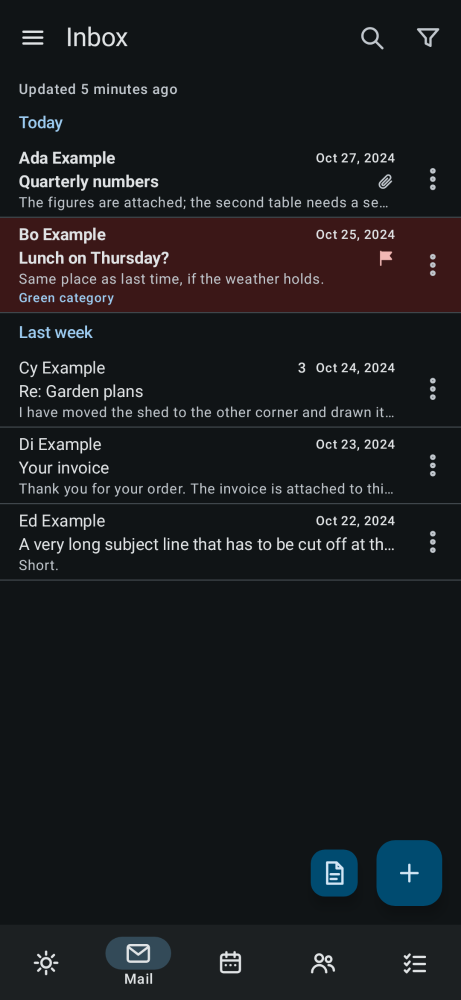 Inbox
Updated 5 minutes ago
Today
Ada Example Oct 27, 2024
Quarterly numbers
The figures are attached; the second table needs a se…
Bo Example Oct 25, 2024
Lunch on Thursday?
Same place as last time, if the weather holds.
Green category
Last week
Cy Example 3 Oct 24, 2024
Re: Garden plans
I have moved the shed to the other corner and drawn it…
Di Example Oct 23, 2024
Your invoice
Thank you for your order. The invoice is attached to thi…
Ed Example Oct 22, 2024
A very long subject line that has to be cut off at th…
Short.
Mail